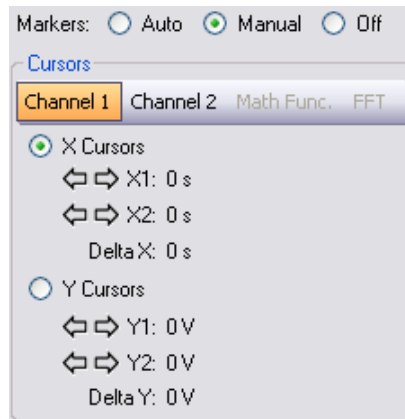 Markers: Auto Manual Off
Cursors
Channel 1 Channel 2 Math Func. FFT
X Cursors
X1: 0 s
X2: 0 s
Delta X: 0 s
Y Cursors
Y1: 0 V
Y2: 0 V
Delta Y: 0 V